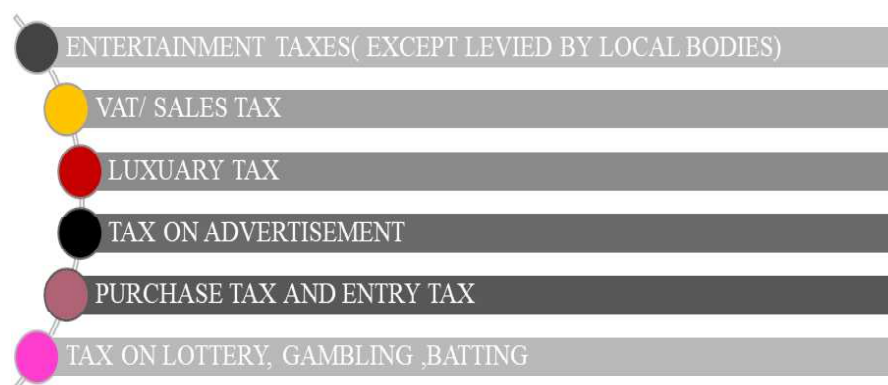 ENTERTAINMENT TAXES( EXCEPT LEVIED BY LOCAL BODIES)
VAT/ SALES TAX
LUXUARY TAX
TAX ON ADVERTISEMENT
PURCHASE TAX AND ENTRY TAX
TAX ON LOTTERY, GAMBLING ,BATTING